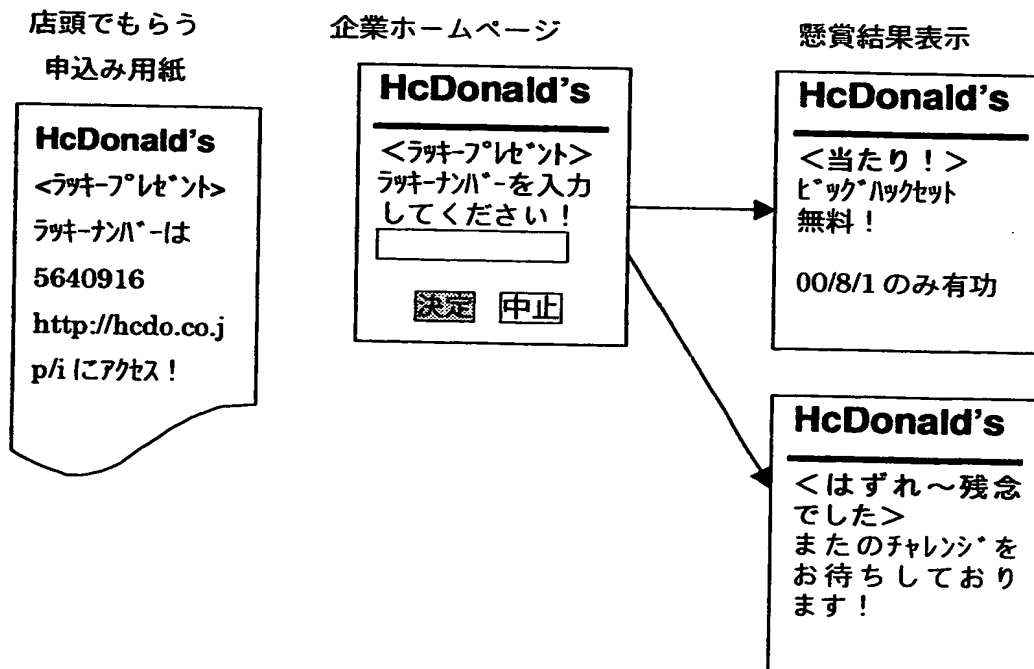 店頭でもらう
申込み用紙
HcDonald's
<ﾗｯｷｰﾌﾟﾚｾﾞﾝﾄ>
ﾗｯｷｰﾅﾝﾊﾞｰは
5640916
http://hcdo.co.j
p/i にｱｸｾｽ！
企業ホームページ
HcDonald's
＜ﾗｯｷｰﾌﾟﾚｾﾞﾝﾄ＞
ﾗｯｷｰﾅﾝﾊﾞｰを入力
してください！
決定 中止
懸賞結果表示
HcDonald's
＜当たり！＞
ﾋﾞｯｸﾞﾊｯｸｾｯﾄ
無料！
00/8/1 のみ有功
HcDonald's
＜はずれ～残念
でした＞
またのﾁｬﾚﾝｼﾞを
お待ちしており
ます！